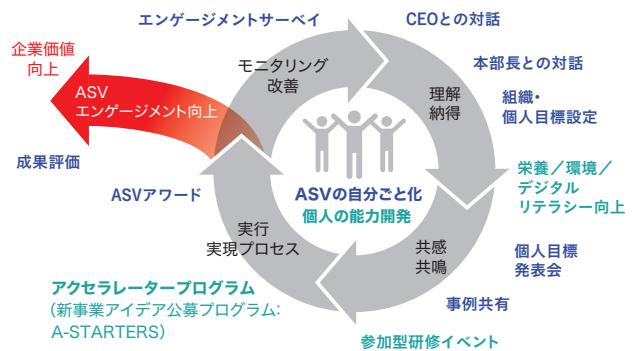 エンゲージメントサーベイ
CEOとの対話
企業価値
向上
モニタリング
改善
本部長との対話
ASV
エンゲージメント向上
理解
納得
組織・
個人目標設定
成果評価
ASVアワード
ASVの自分ごと化
個人の能力開発
栄養／環境／
デジタル
リテラシー向上
実行
実現プロセス
共感
共鳴
個人目標
発表会
アクセラレータープログラム
（新事業アイデア公募プログラム：
A-STARTERS）
事例共有
参加型研修イベント